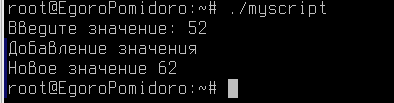 root@EgoroPomidoro:~# ./myscript
Введите значение: 52
Добавление значения
Новое значение 62
root@EgoroPomidoro:~#